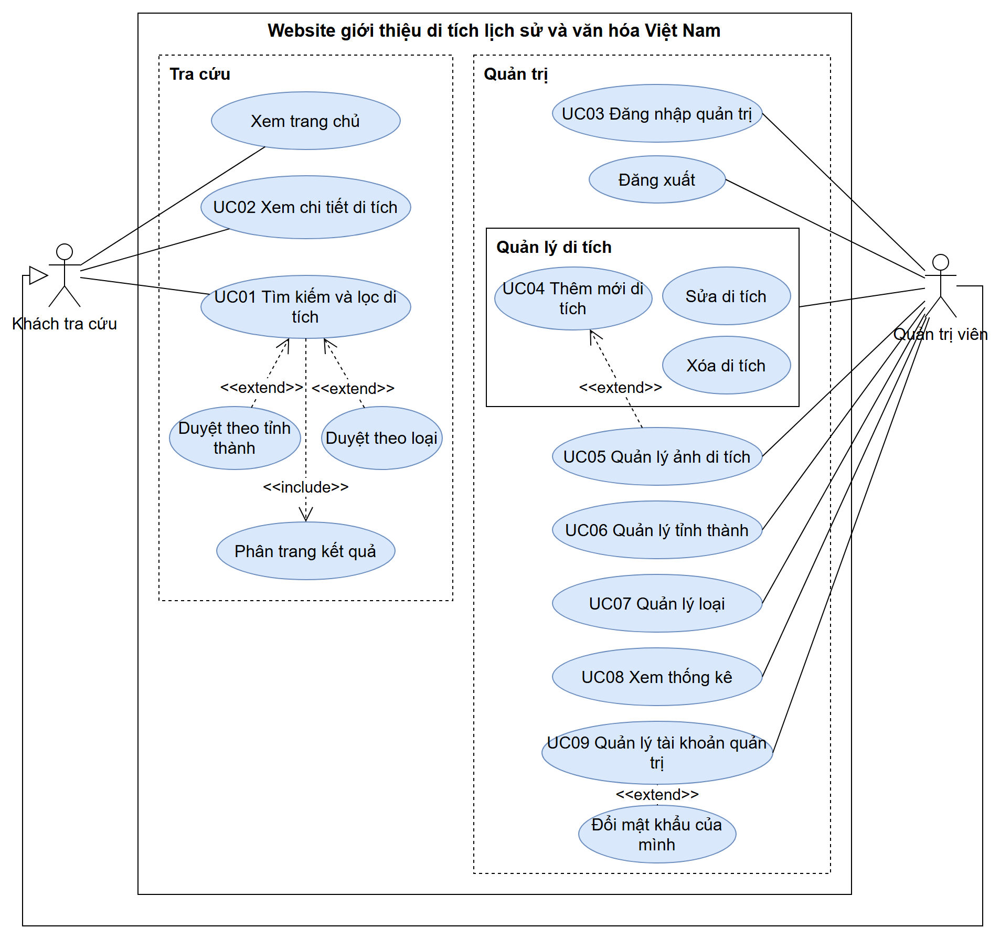 Website giới thiệu di tích lịch sử và văn hóa Việt Nam
Tra cứu
Xem trang chủ
UC02 Xem chi tiết di tích
UC01 Tìm kiếm và lọc di
tích
<<extend>>
<<extend>>
Duyệt theo tỉnh
thành
Duyệt theo loại
<<include>>
Phân trang kết quả
Khách tra cứu
Quản trị
UC03 Đăng nhập quản trị
Đăng xuất
Quản lý di tích
UC04 Thêm mới di
tích
Sửa di tích
Xóa di tích
<<extend>>
UC05 Quản lý ảnh di tích
UC06 Quản lý tỉnh thành
UC07 Quản lý loại
UC08 Xem thống kê
UC09 Quản lý tài khoản quản
trị
<<extend>>
Đổi mật khẩu của
mình
Quản trị viên